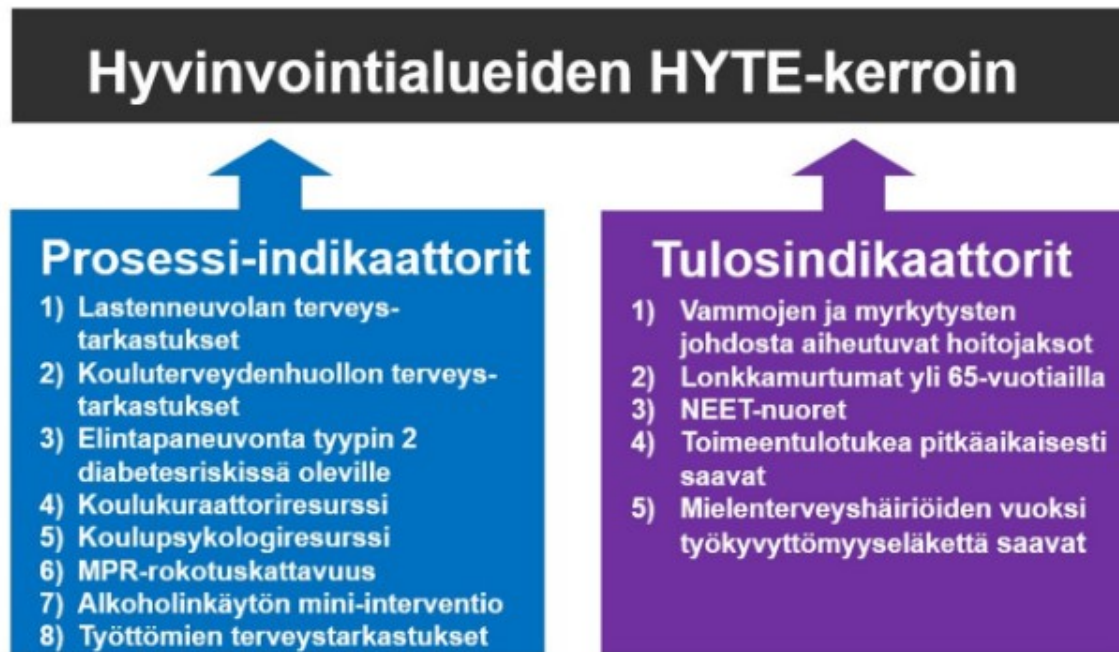 Hyvinvointialueiden HYTE-kerroin
Prosessi-indikaattorit
1) Lastenneuvolan terveys-
tarkastukset
2) Kouluterveydenhuollon terveys-
tarkastukset
3) Elintapaneuvonta tyypin 2
diabetesriskissä oleville
4) Koulukuraattoriresurssi
5) Koulupsykologiresurssi
6) MPR-rokotuskattavuus
7) Alkoholinkäytön mini-interventio
8) Työttömien terveystarkastukset
Tulosindikaattorit
1) Vammojen ja myrkytysten
johdosta aiheutuvat hoitojaksot
2) Lonkkamurtumat yli 65-vuotiailla
3) NEET-nuoret
4) Toimeentulotukea pitkäaikaisesti
saavat
5) Mielenterveyshäiriöiden vuoksi
työkyvyttömyyseläkettä saavat